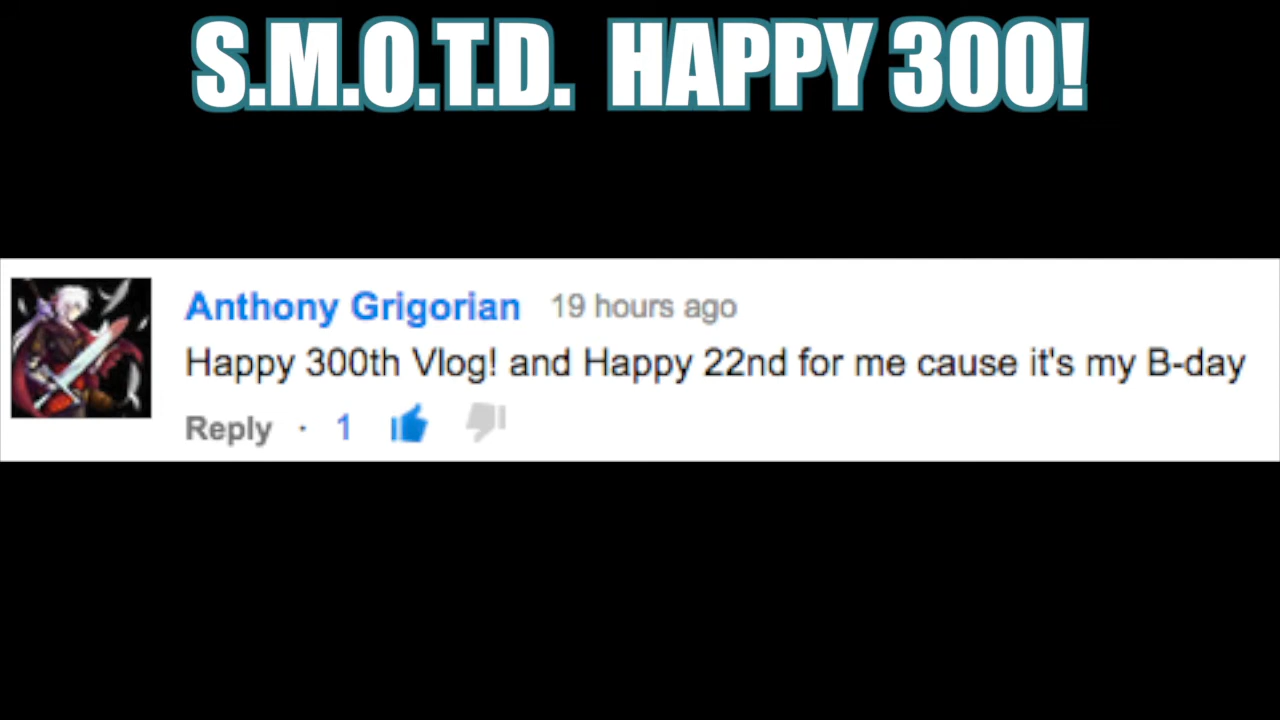 S.M.O.T.D. HAPPY 300!
Anthony Grigorian 19 hours ago
Happy 300th Vlog! and Happy 22nd for me cause it's my B-day
Reply · 1